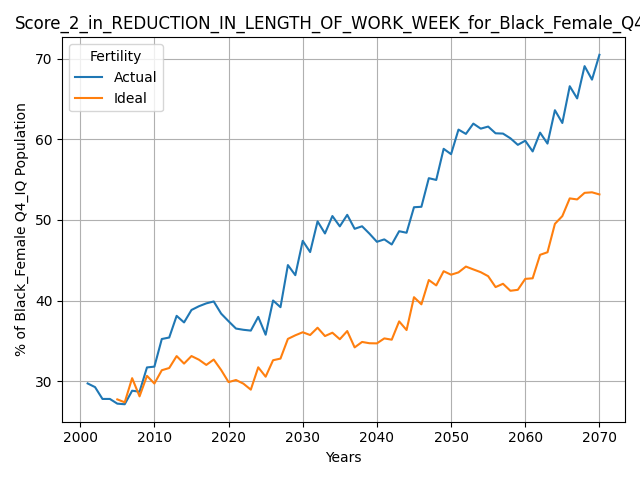 Score_2_in_REDUCTION_IN_LENGTH_OF_WORK_WEEK_for_Black_Female_Q4
Fertility
Actual
Ideal
% of Black_Female Q4_IQ Population
70
60
50
40
30
2000 2010 2020 2030 2040 2050 2060 2070
Years